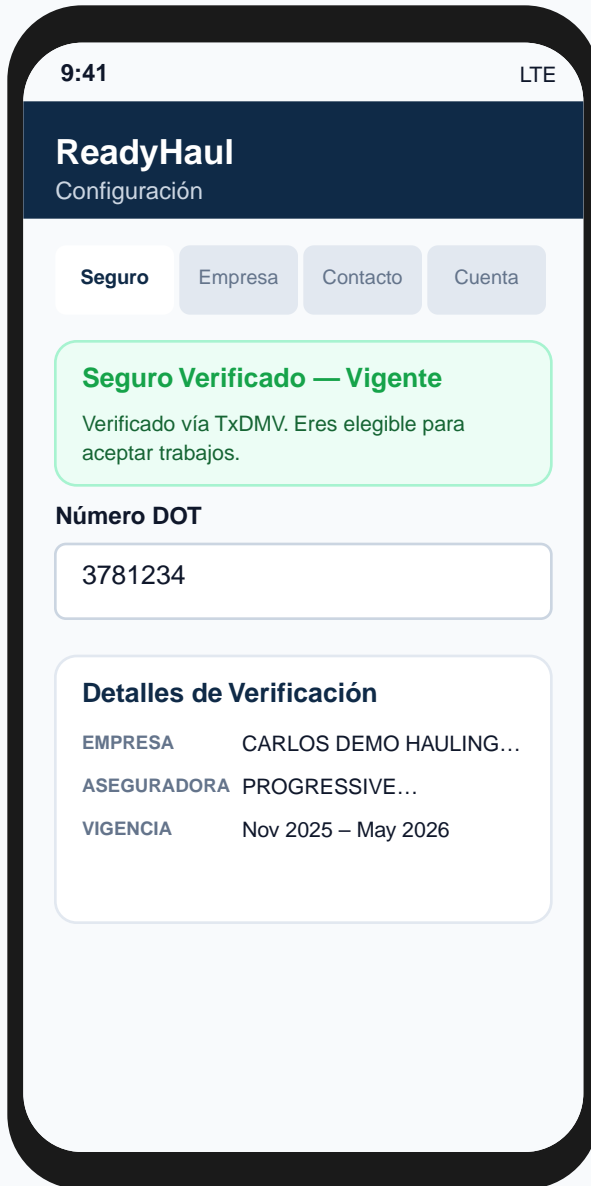 9:41 LTE
ReadyHaul
Configuración
Seguro Empresa Contacto Cuenta
Seguro Verificado — Vigente
Verificado vía TxDMV. Eres elegible para
aceptar trabajos.
Número DOT
3781234
Detalles de Verificación
EMPRESA CARLOS DEMO HAULING…
ASEGURADORA PROGRESSIVE…
VIGENCIA Nov 2025 – May 2026